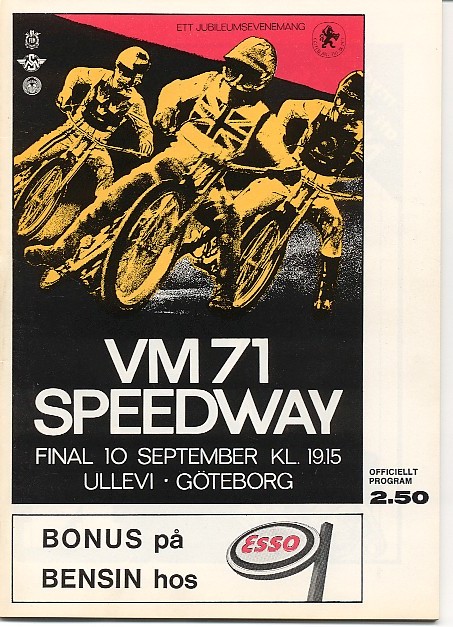 ETT JUBILEUMSEVENEMANG
VM 71
SPEEDWAY
FINAL 10 SEPTEMBER KL. 19.15
ULLEVI · GÖTEBORG
OFFICIELLT
PROGRAM
2.50
BONUS på
BENSIN hos
ESSO